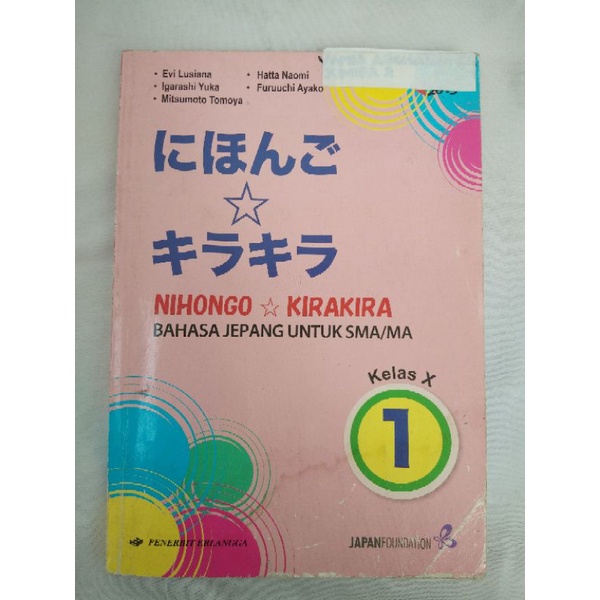 • Evi Lusiana • Hatta Naomi
• Igarashi Yuka • Furuuchi Ayako
• Mitsumoto Tomoya
にほんご
☆
キラキラ
NIHONGO ☆ KIRAKIRA
BAHASA JEPANG UNTUK SMA/MA
Kelas X
1
PENERBIT ERLANGGA
JAPANFOUNDATION